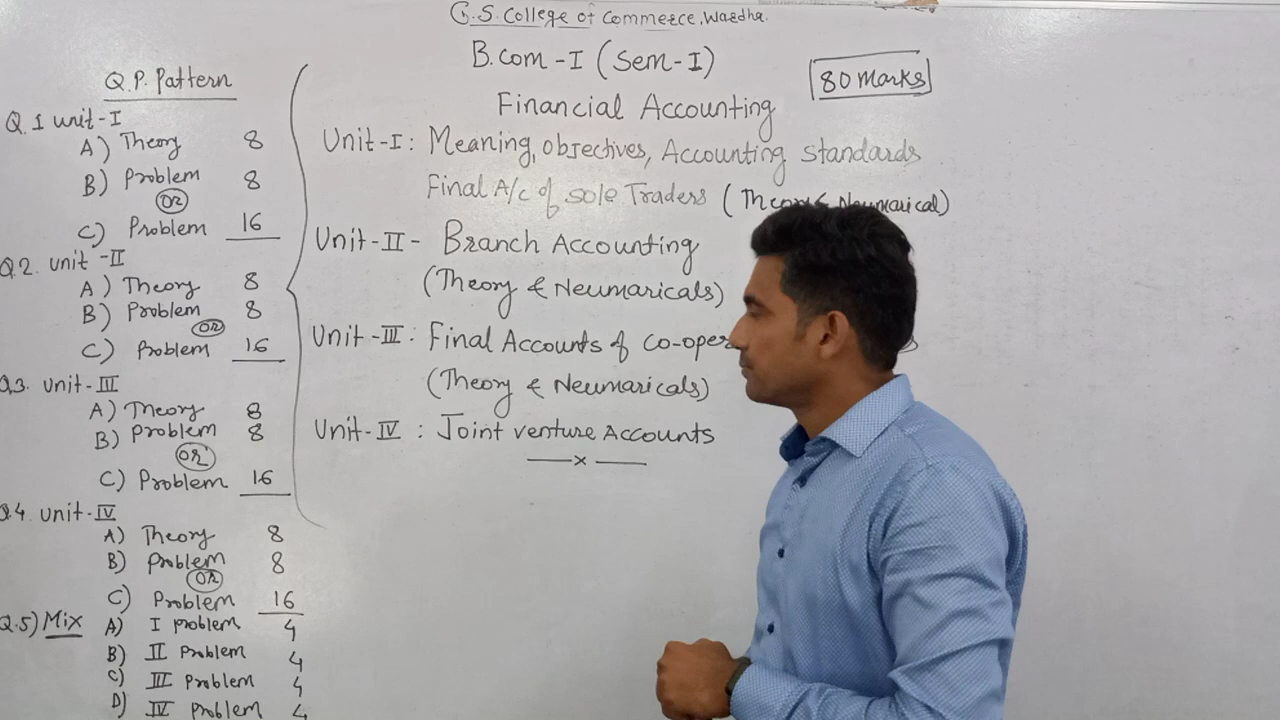 G.S. College of Commerce, Wardha.
B.com-I (Sem-I)
80 Marks
Financial Accounting
Unit-I: Meaning, objectives, Accounting standards
Final A/c of sole Traders (Theory & Neumarical)
Unit-II- Branch Accounting
(Theory & Neumaricals)
Unit-III: Final Accounts of
(Theory & Neumaricals)
Unit-IV: Joint venture Accounts
x
Q.P. Pattern
Q.1 unit-I
A) Theory 8
B) Problem 8
OR
C) Problem 16
Q.2. unit-II
A) Theory 8
B) Problem 8
OR
C) Problem 16
Q.3. unit-III
A) Theory 8
B) Problem 8
OR
C) Problem 16
Q.4. unit-IV
A) Theory 8
B) Problem 8
OR
C) Problem 16
Q.5) Mix A) I problem 4
B) II Problem 4
C) III Problem 4
D) IV Problem 4